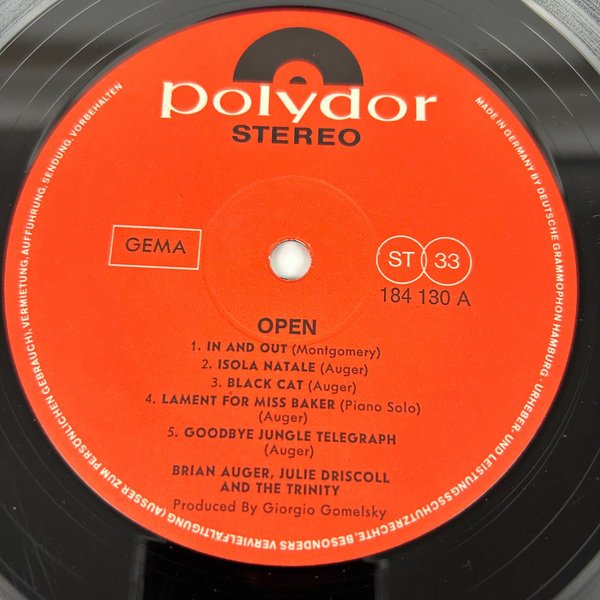 polydor
STEREO
GEMA
ST 33
184 130 A
OPEN
1. IN AND OUT (Montgomery)
2. ISOLA NATALE (Auger)
3. BLACK CAT (Auger)
4. LAMENT FOR MISS BAKER (Piano Solo)
(Auger)
5. GOODBYE JUNGLE TELEGRAPH
(Auger)
BRIAN AUGER, JULIE DRISCOLL
AND THE TRINITY
Produced By Giorgio Gomelsky
MADE IN GERMANY BY DEUTSCHE GRAMMOPHON HAMBURG · URHEBER- UND LEISTUNGSSCHUTZRECHTE, BESONDERS VERVIELFÄLTIGUNG (AUSSER ZUM PERSÖNLICHEN GEBRAUCH), VERMIETUNG, AUFFÜHRUNG, SENDUNG, VORBEHALTEN